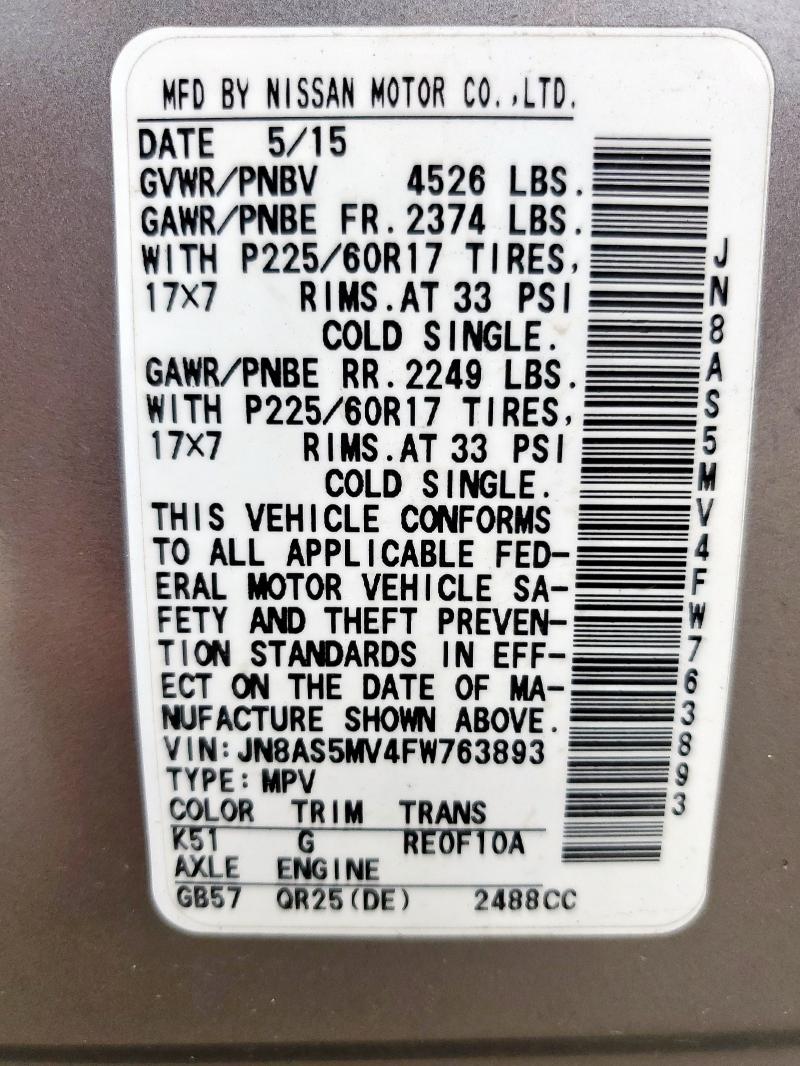 MFD BY NISSAN MOTOR CO.,LTD.
DATE 5/15
GVWR/PNBV 4526 LBS.
GAWR/PNBE FR.2374 LBS.
WITH P225/60R17 TIRES,
17×7 RIMS.AT 33 PSI
COLD SINGLE.
GAWR/PNBE RR.2249 LBS.
WITH P225/60R17 TIRES,
17×7 RIMS.AT 33 PSI
COLD SINGLE.
THIS VEHICLE CONFORMS
TO ALL APPLICABLE FED-
ERAL MOTOR VEHICLE SA-
FETY AND THEFT PREVEN-
TION STANDARDS IN EFF-
ECT ON THE DATE OF MA-
NUFACTURE SHOWN ABOVE.
VIN:JN8AS5MV4FW763893
TYPE:MPV
COLOR TRIM TRANS
K51 G RE0F10A
AXLE ENGINE
GB57 QR25(DE) 2488CC
JN8AS5MV4FW763893